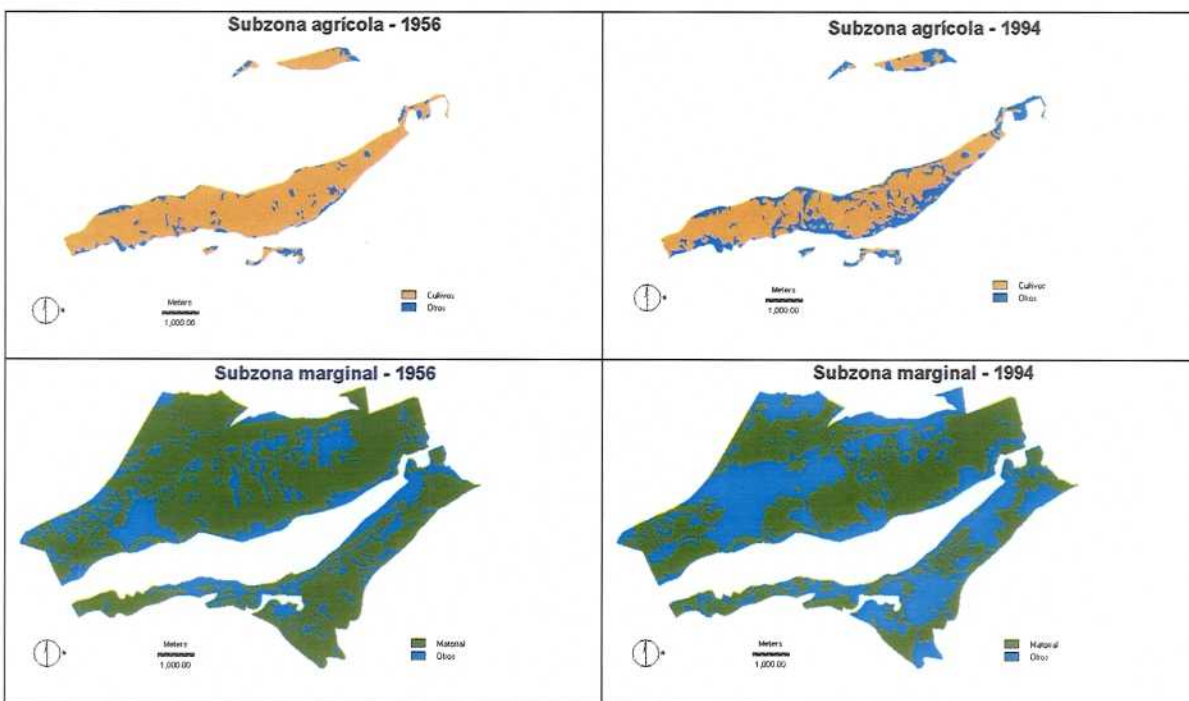 Subzona agrícola - 1956
Cultivos
Meters
Otros
1,000.00
Subzona agrícola - 1994
Cultivos
Meters
Otros
1,000.00
Subzona marginal - 1956
Matorral
Meters
Otros
1,000.00
Subzona marginal - 1994
Matorral
Meters
Otros
1,000.00